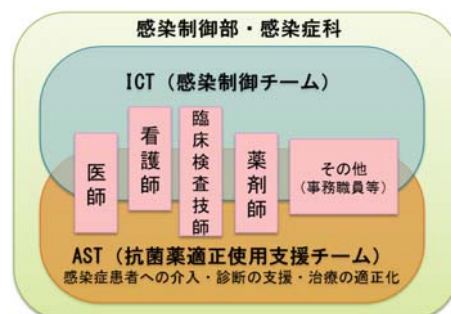 感染制御部・感染症科
ICT（感染制御チーム）
医師
看護師
臨床検査技師
薬剤師
その他
（事務職員等）
AST（抗菌薬適正使用支援チーム）
感染症患者への介入・診断の支援・治療の適正化